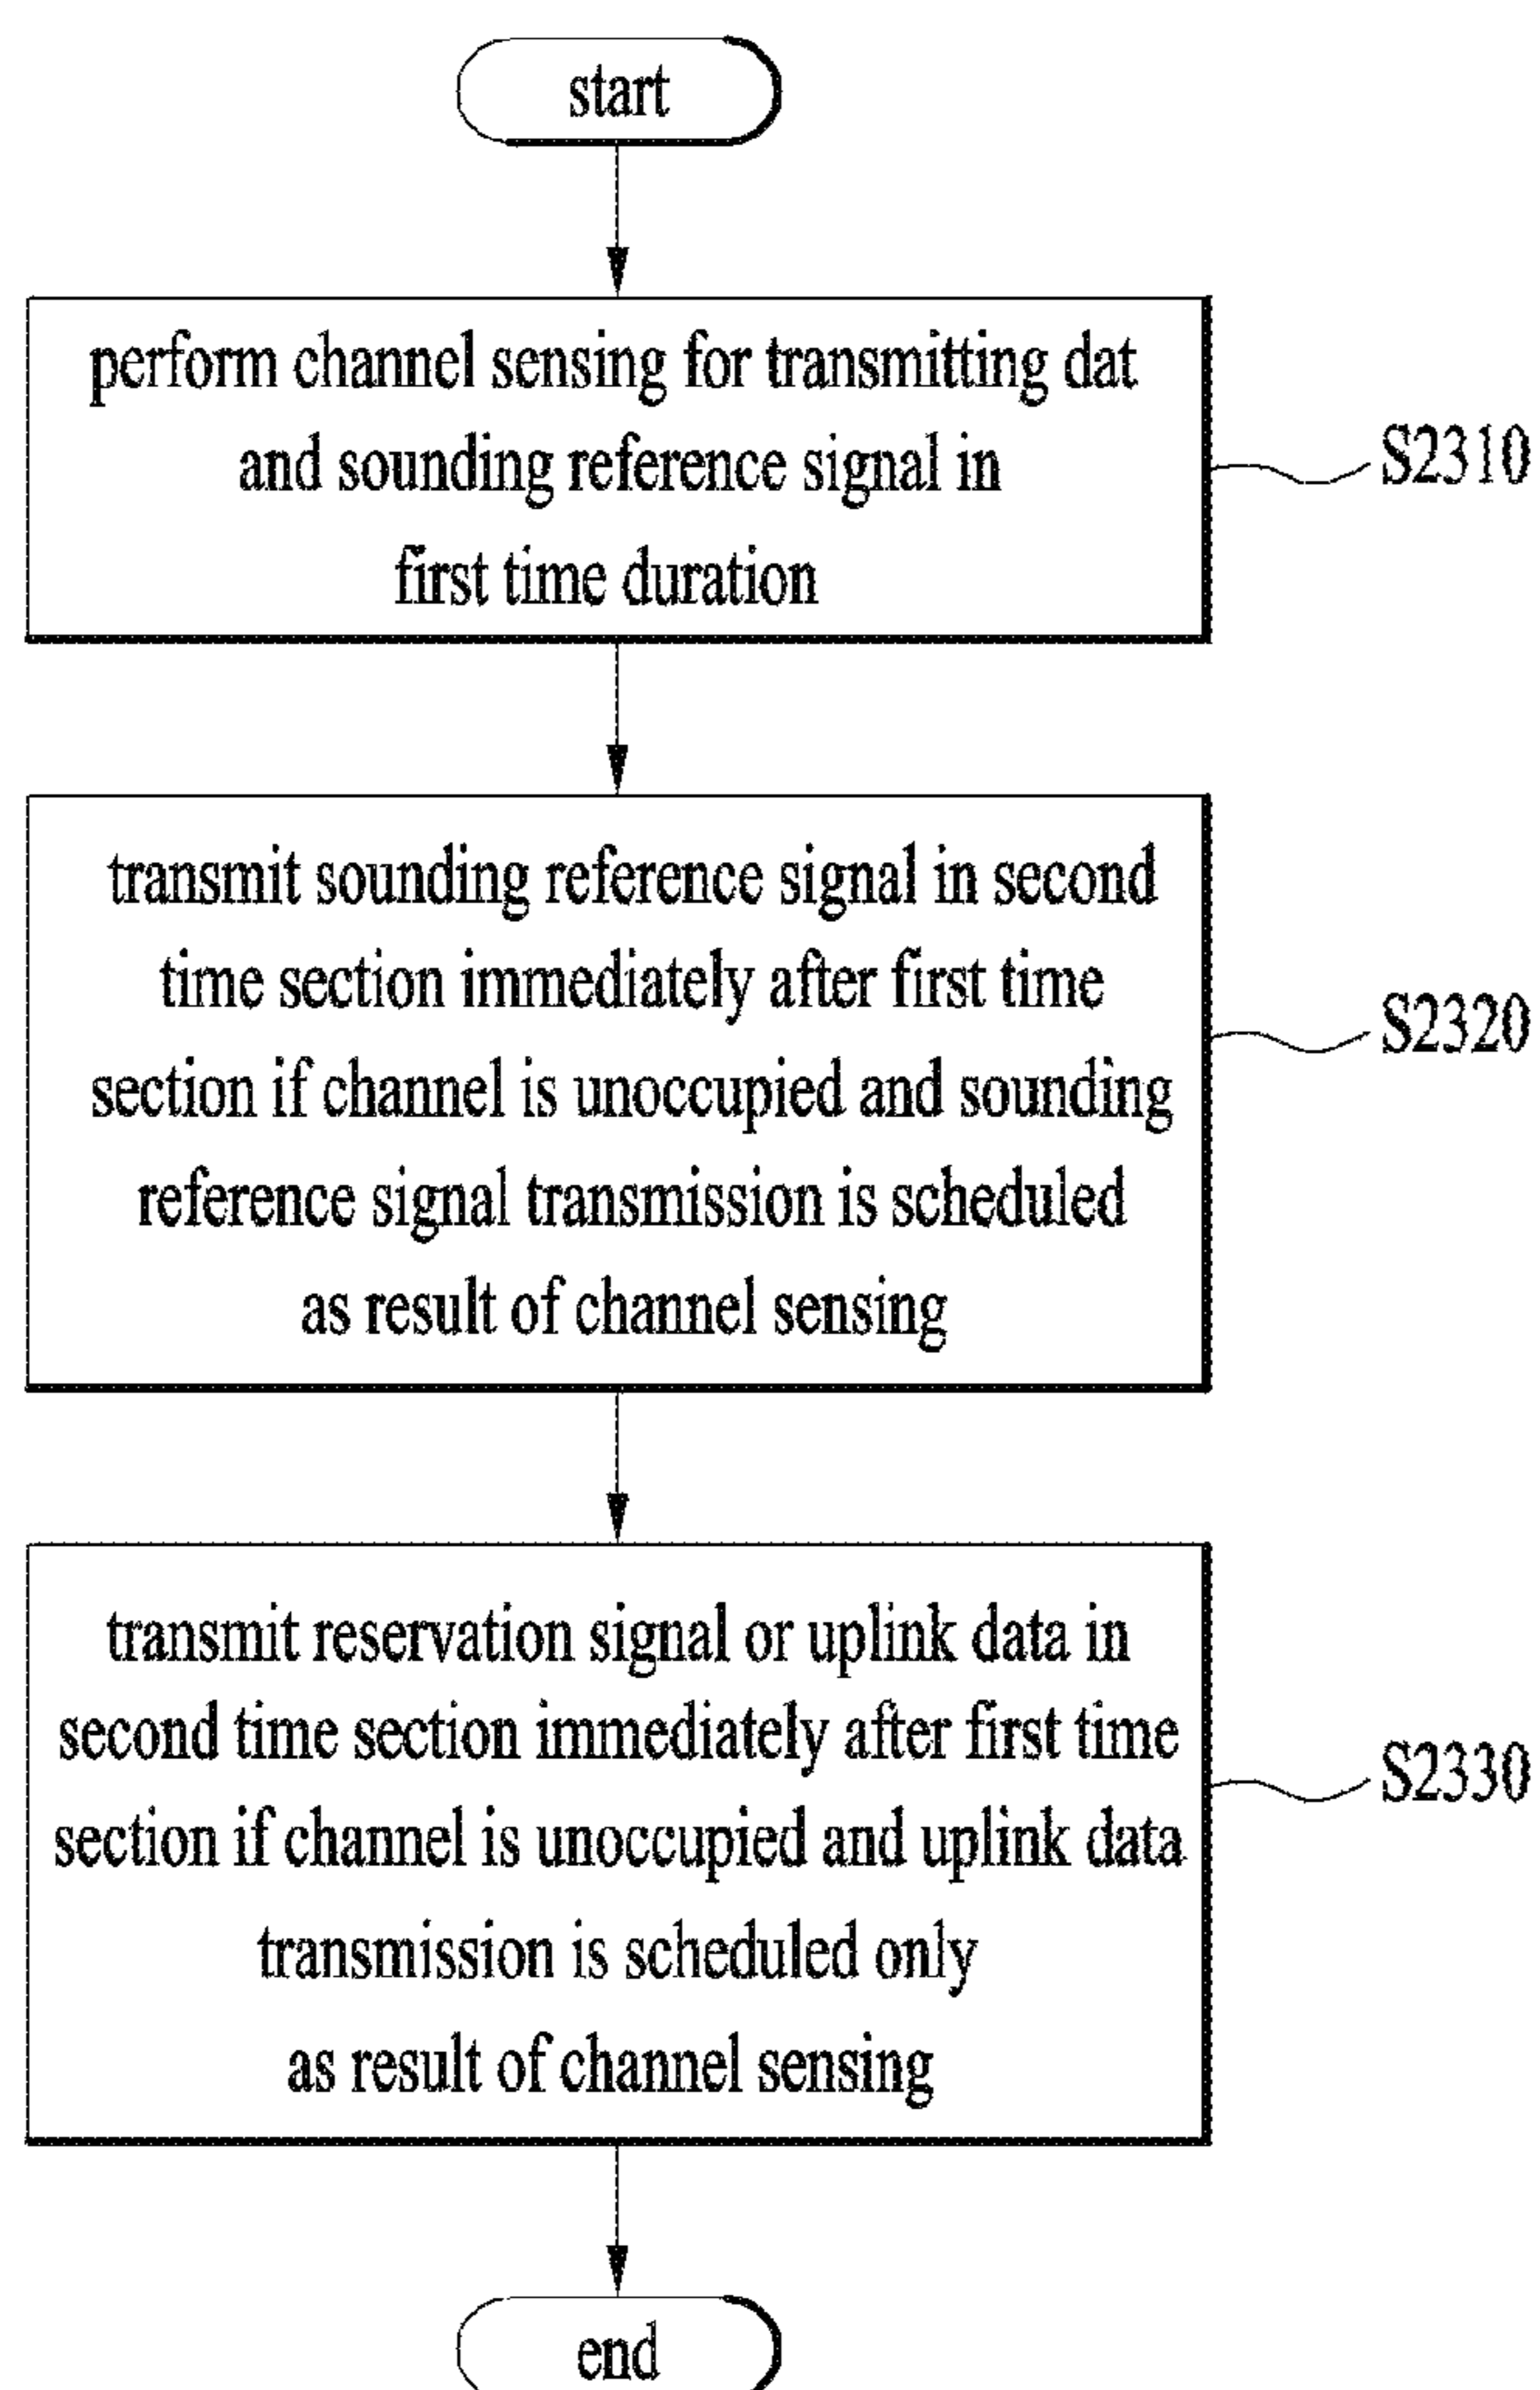 start
perform channel sensing for transmitting dat
and sounding reference signal in
first time duration
S2310
transmit sounding reference signal in second
time section immediately after first time
section if channel is unoccupied and sounding
reference signal transmission is scheduled
as result of channel sensing
S2320
transmit reservation signal or uplink data in
second time section immediately after first time
section if channel is unoccupied and uplink data
transmission is scheduled only
as result of channel sensing
S2330
end